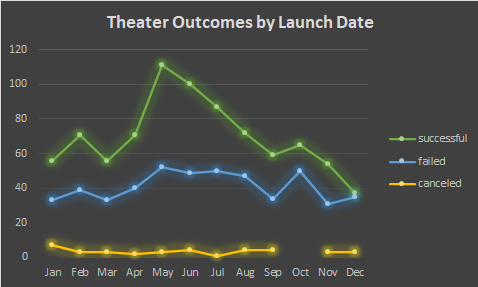 Theater Outcomes by Launch Date
120
100
80
60
40
20
0
Jan Feb Mar Apr May Jun Jul Aug Sep Oct Nov Dec
successful
failed
canceled